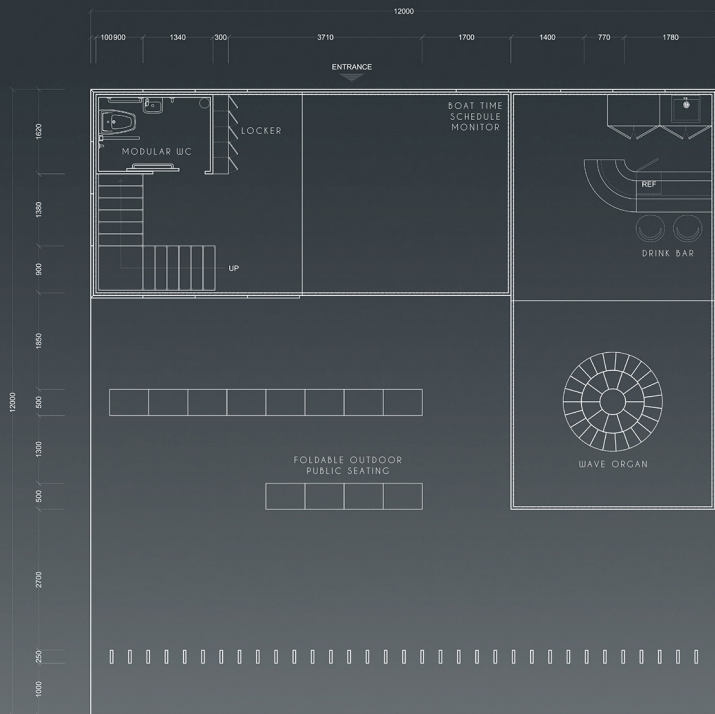 12000
100 900 1340 300 3710 1700 1400 770 1780
ENTRANCE
BOAT TIME
SCHEDULE
MONITOR
LOCKER
MODULAR WC
REF
DRINK BAR
UP
WAVE ORGAN
FOLDABLE OUTDOOR
PUBLIC SEATING
12000
1620
1380
900
1850
500
1300
500
2700
250
1000